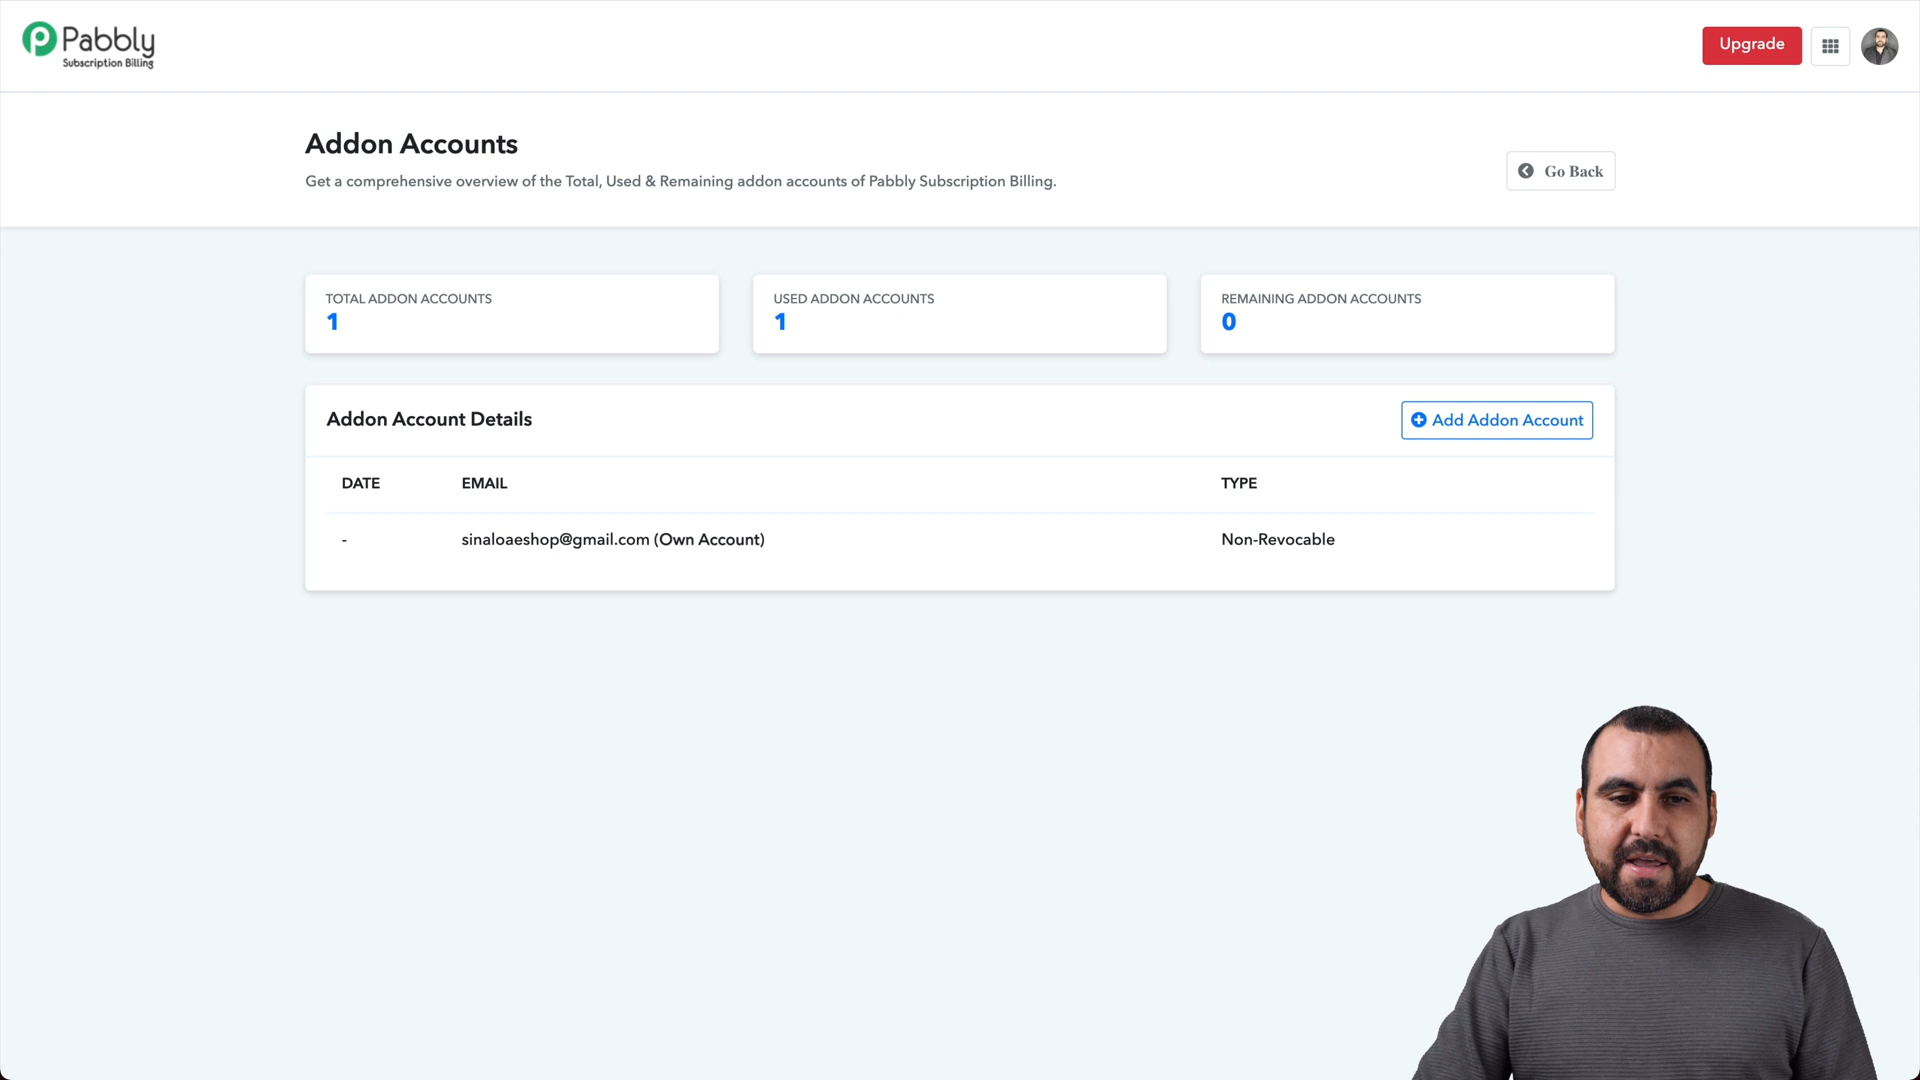 Pabbly
Subscription Billing
Upgrade
Addon Accounts
Get a comprehensive overview of the Total, Used & Remaining addon accounts of Pabbly Subscription Billing.
Go Back
TOTAL ADDON ACCOUNTS
1
USED ADDON ACCOUNTS
1
REMAINING ADDON ACCOUNTS
0
Addon Account Details
Add Addon Account
DATE EMAIL TYPE
- sinaloaeshop@gmail.com (Own Account) Non-Revocable